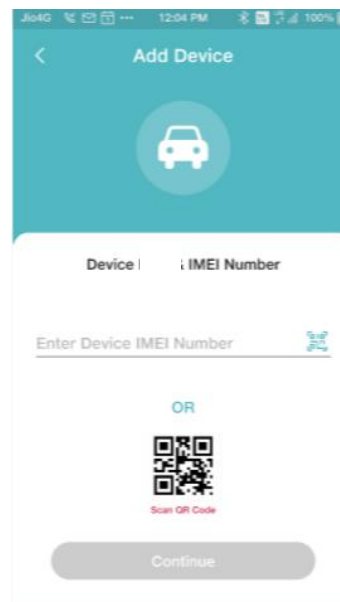 Jio4G 12:04 PM 100%
Add Device
Device IMEI Number
Enter Device IMEI Number
OR
Scan QR Code
Continue